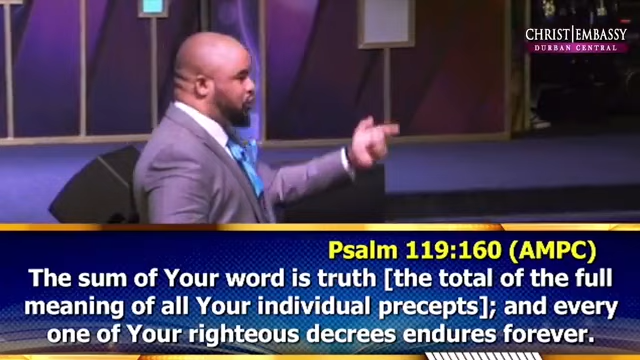 CHRIST|EMBASSY
DURBAN CENTRAL
Psalm 119:160 (AMPC)
The sum of Your word is truth [the total of the full
meaning of all Your individual precepts]; and every
one of Your righteous decrees endures forever.